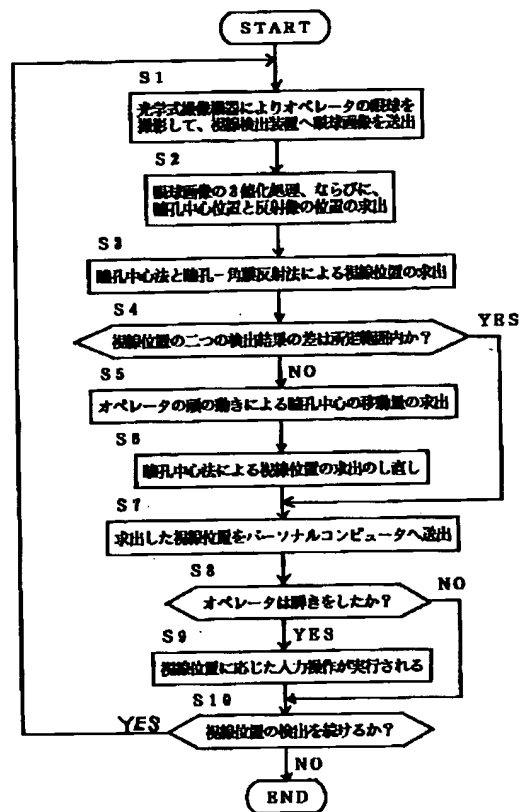 START
S1
光学式撮像機器によりオペレータの眼球を
撮影して、視線検出装置へ眼球画像を送出
S2
眼球画像の2値化処理、ならびに、
瞳孔中心位置と反射像の位置の求出
S3
瞳孔中心法と瞳孔-角膜反射法による視線位置の求出
S4
視線位置の二つの検出結果の差は所定範囲内か?
YES
S5
NO
オペレータの頭の動きによる瞳孔中心の移動量の求出
S6
瞳孔中心法による視線位置の求出のし直し
S7
求出した視線位置をパーソナルコンピュータへ送出
S8
オペレータは瞬きをしたか?
NO
S9
YES
視線位置に応じた入力操作が実行される
S10
視線位置の検出を続けるか?
YES
NO
END